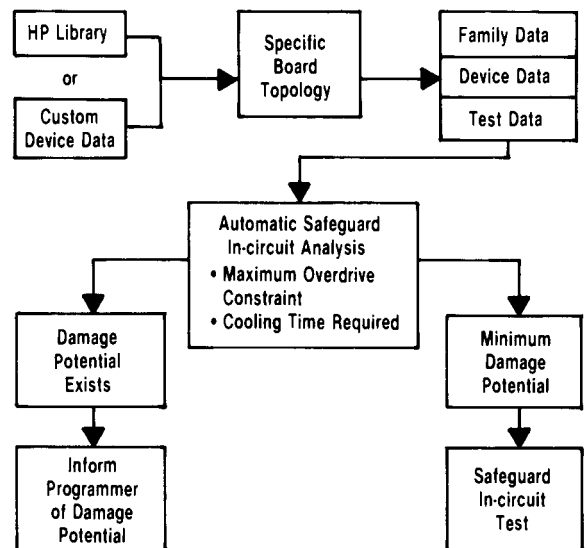 HP Library
or
Custom
Device Data
Specific
Board
Topology
Family Data
Device Data
Test Data
Automatic Safeguard
In-circuit Analysis
• Maximum Overdrive
Constraint
• Cooling Time Required
Damage
Potential
Exists
Minimum
Damage
Potential
Inform
Programmer
of Damage
Potential
Safeguard
In-circuit
Test